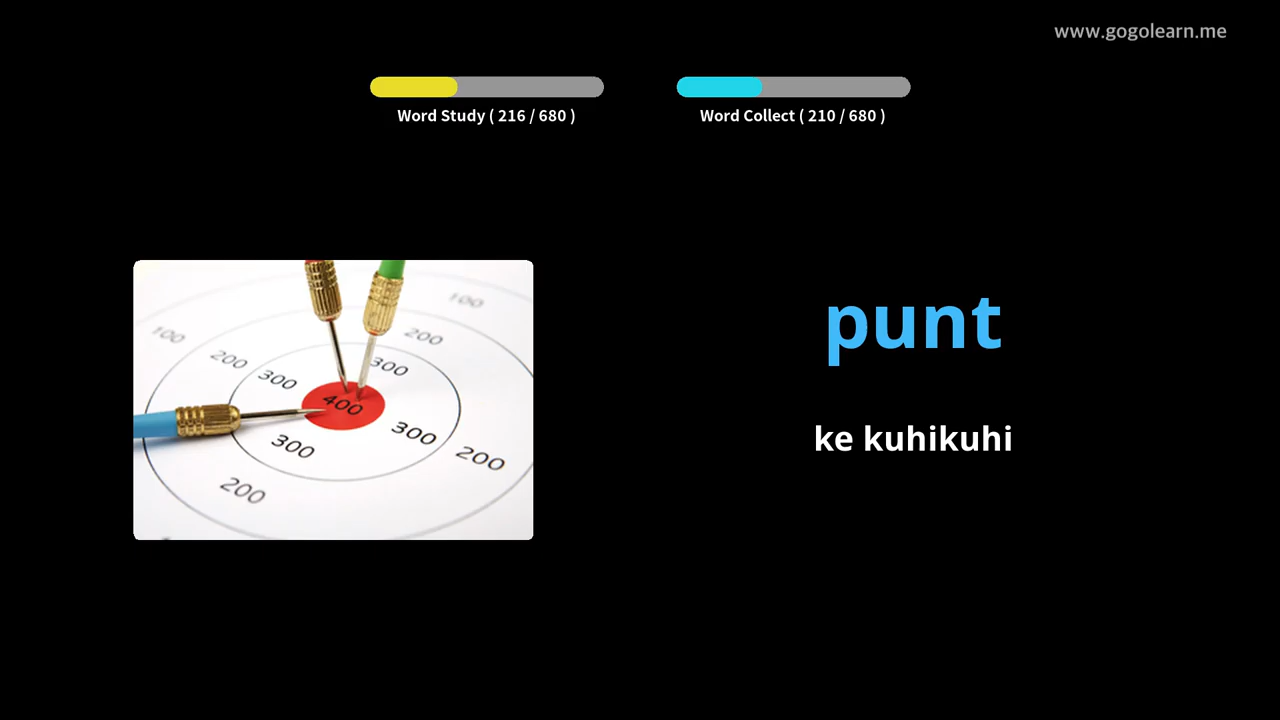 www.gogolearn.me
Word Study ( 216 / 680 )
Word Collect ( 210 / 680 )
100
100
200
200
300
300
400
300
300
200
200
punt
ke kuhikuhi